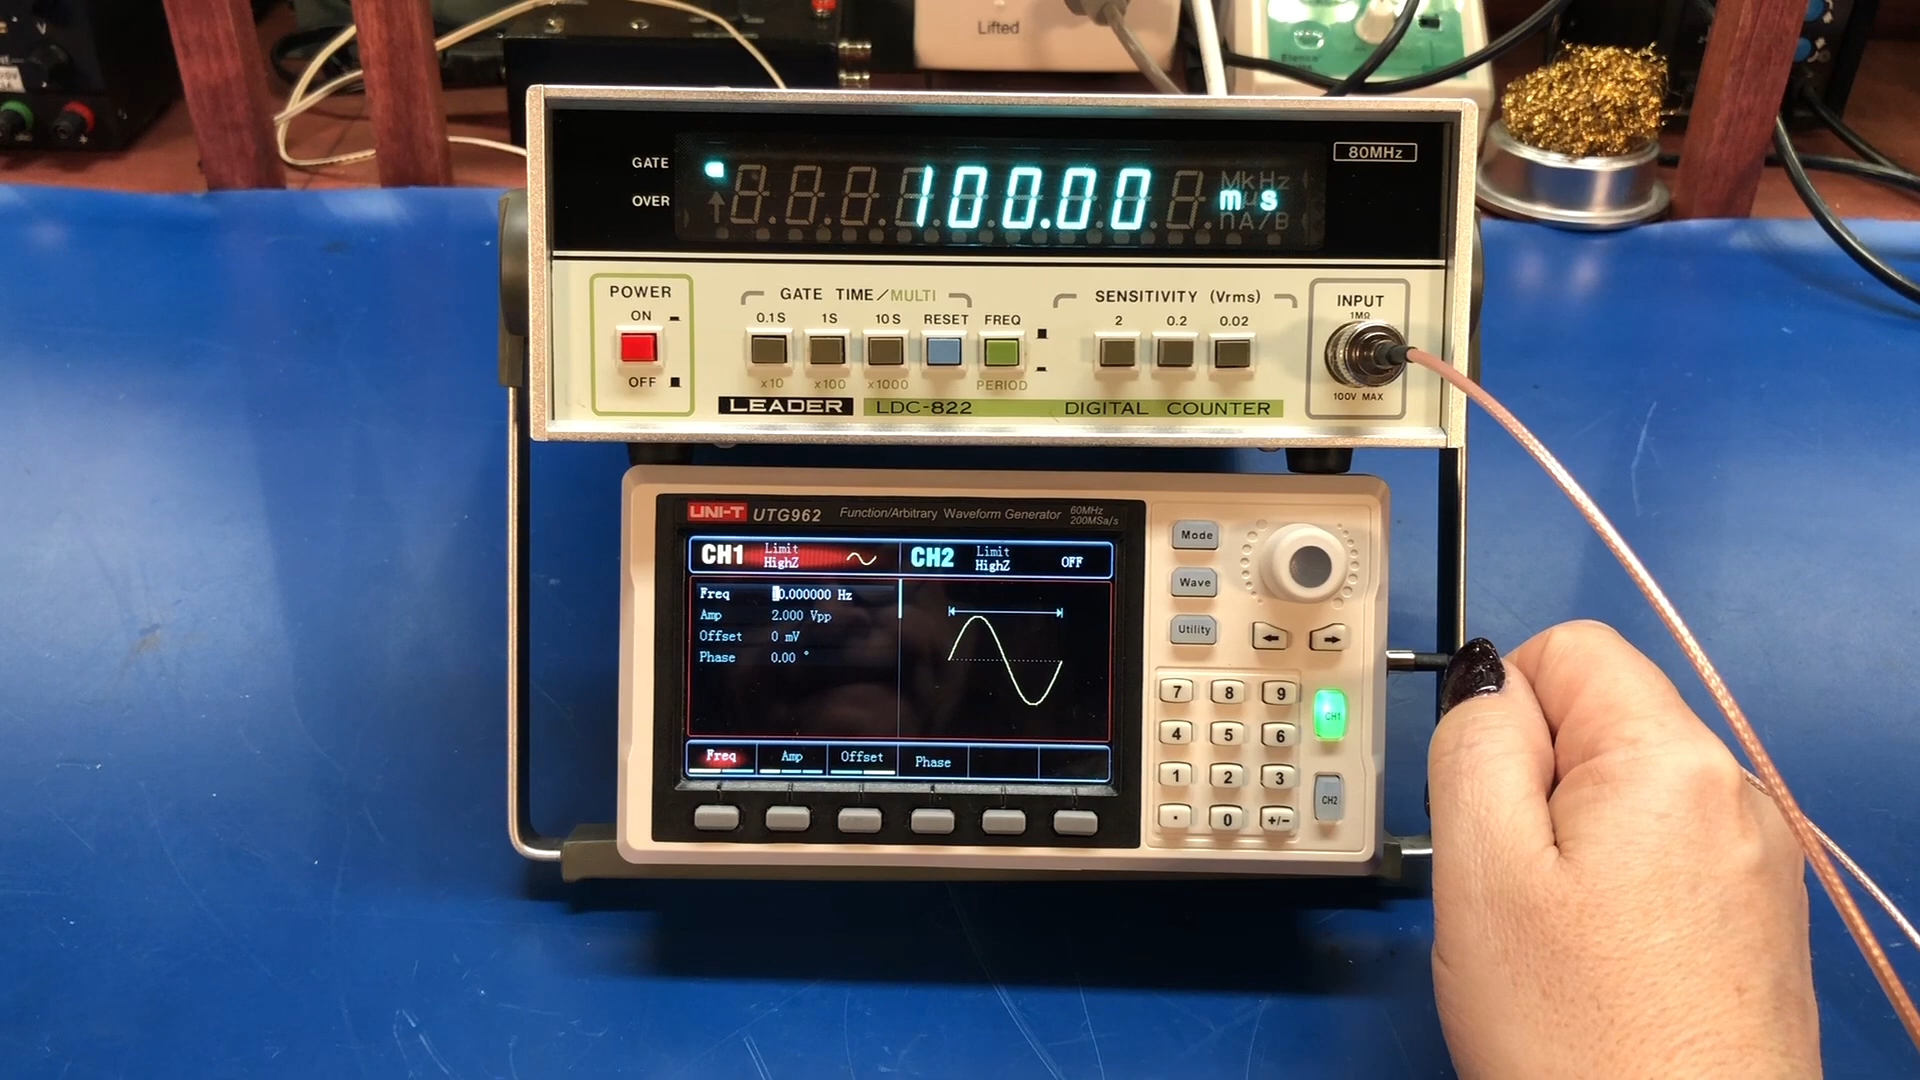 Lifted
GATE
OVER
100.00
MkHz
m s
nA/B
80MHz
POWER
ON
OFF
GATE TIME/MULTI
0.1S 1S 10S RESET FREQ
x10 x100 x1000 PERIOD
SENSITIVITY (Vrms)
2 0.2 0.02
INPUT
1MΩ
100V MAX
LEADER LDC-822 DIGITAL COUNTER
UNI-T UTG962 Function/Arbitrary Waveform Generator 60MHz
200MSa/s
CH1 Limit
HighZ
CH2 Limit
HighZ
OFF
Freq 10.000000 Hz
Amp 2.000 Vpp
Offset 0 mV
Phase 0.00 °
Freq Amp Offset Phase
Mode
Wave
Utility
7 8 9
4 5 6
1 2 3
. 0 +/-
CH1
CH2